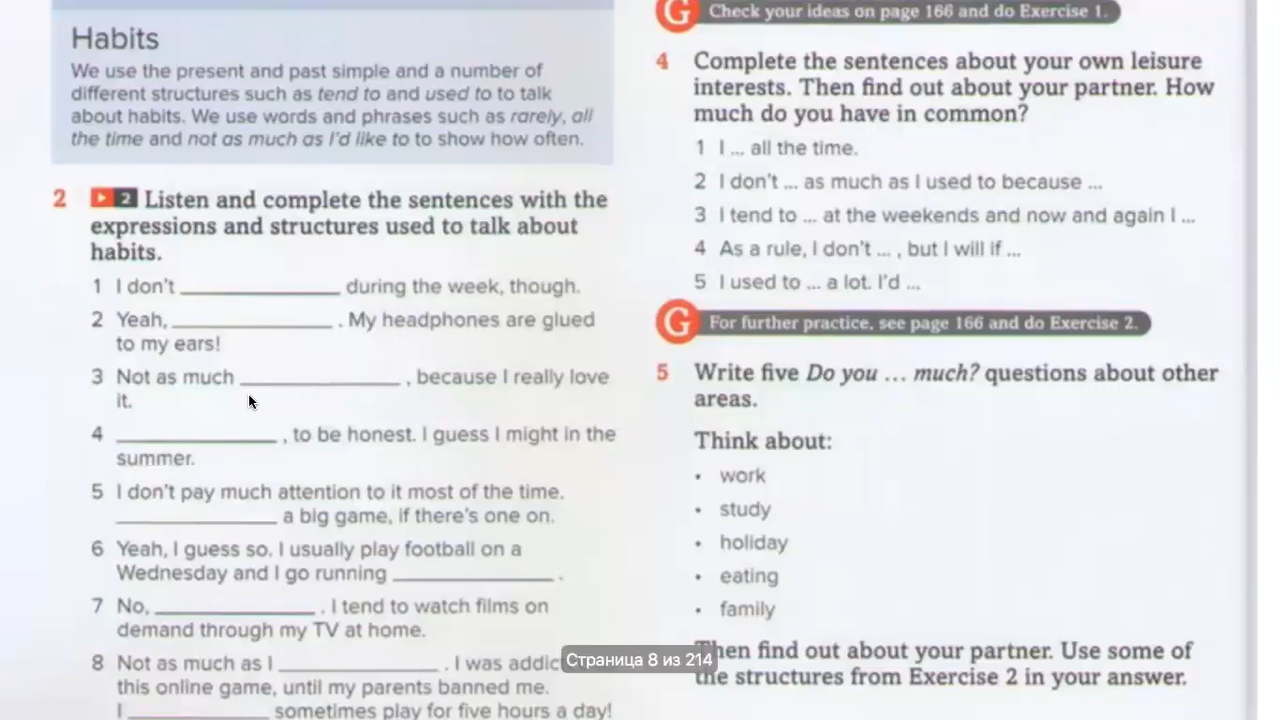 Habits
We use the present and past simple and a number of
different structures such as tend to and used to to talk
about habits. We use words and phrases such as rarely, all
the time and not as much as I'd like to to show how often.
2 2 Listen and complete the sentences with the
expressions and structures used to talk about
habits.
1 I don't ____________ during the week, though.
2 Yeah, ____________ . My headphones are glued
to my ears!
3 Not as much ____________ , because I really love
it.
4 ____________ , to be honest. I guess I might in the
summer.
5 I don't pay much attention to it most of the time.
____________ a big game, if there's one on.
6 Yeah, I guess so. I usually play football on a
Wednesday and I go running ____________ .
7 No, ____________ . I tend to watch films on
demand through my TV at home.
8 Not as much as I ____________ . I was addic
this online game, until my parents banned me.
I ____________ sometimes play for five hours a day!
G Check your ideas on page 166 and do Exercise 1.
4 Complete the sentences about your own leisure
interests. Then find out about your partner. How
much do you have in common?
1 I ... all the time.
2 I don't ... as much as I used to because ...
3 I tend to ... at the weekends and now and again I ...
4 As a rule, I don't ... , but I will if ...
5 I used to ... a lot. I'd ...
G For further practice, see page 166 and do Exercise 2.
5 Write five Do you ... much? questions about other
areas.
Think about:
• work
• study
• holiday
• eating
• family
Then find out about your partner. Use some of
the structures from Exercise 2 in your answer.
Страница 8 из 214